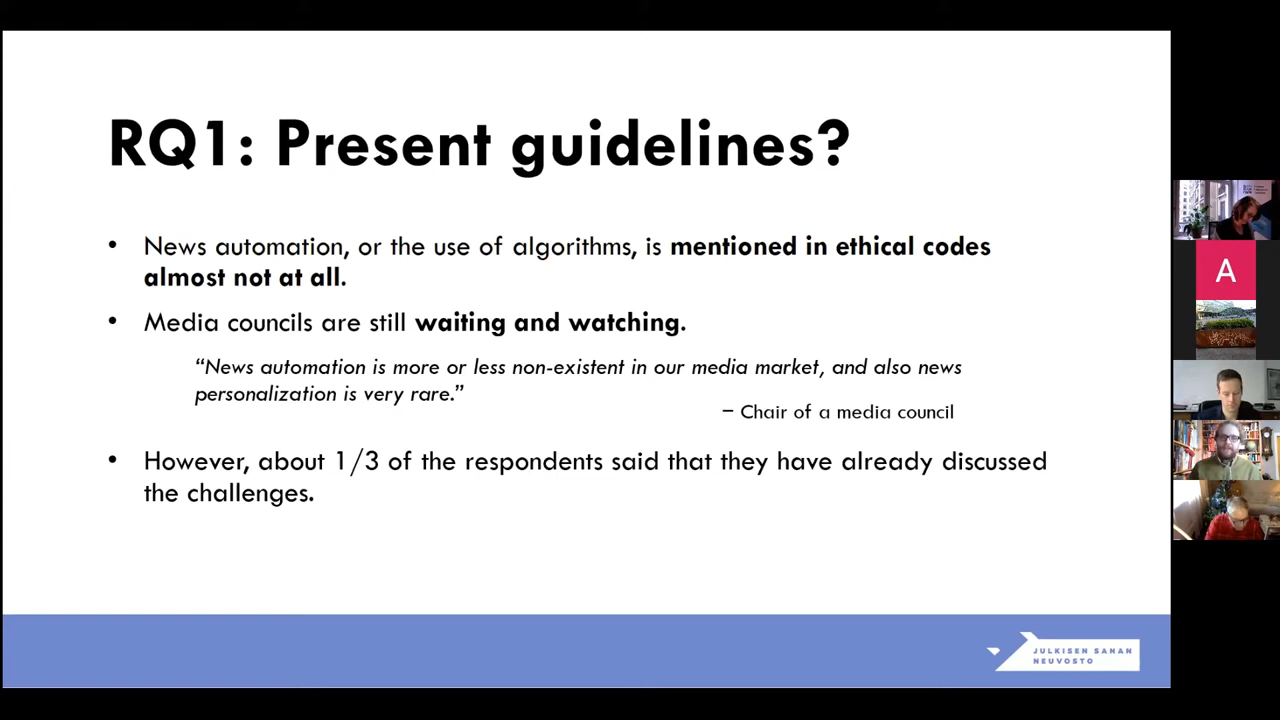 RQ1: Present guidelines?
• News automation, or the use of algorithms, is mentioned in ethical codes
almost not at all.
• Media councils are still waiting and watching.
“News automation is more or less non-existent in our media market, and also news
personalization is very rare.”
– Chair of a media council
• However, about 1/3 of the respondents said that they have already discussed
the challenges.
JULKISEN SANAN
NEUVOSTO
A